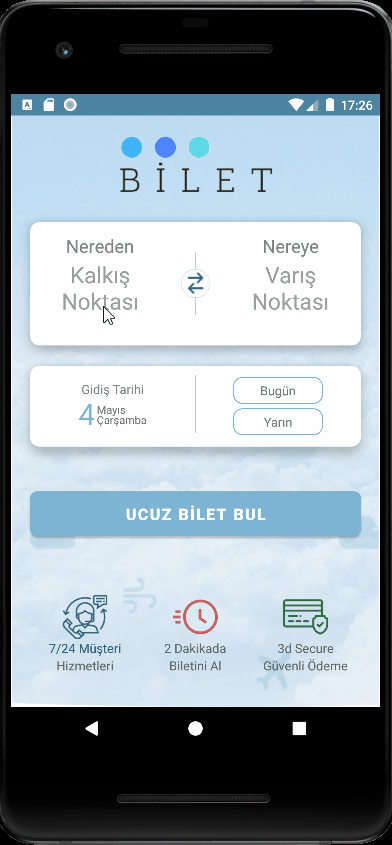 17:26
BİLET
Nereden
Nereye
Kalkış
Noktası
Varış
Noktası
Gidiş Tarihi
4 Mayıs
Çarşamba
Bugün
Yarın
UCUZ BİLET BUL
7/24 Müşteri
Hizmetleri
2 Dakikada
Biletini Al
3d Secure
Güvenli Ödeme